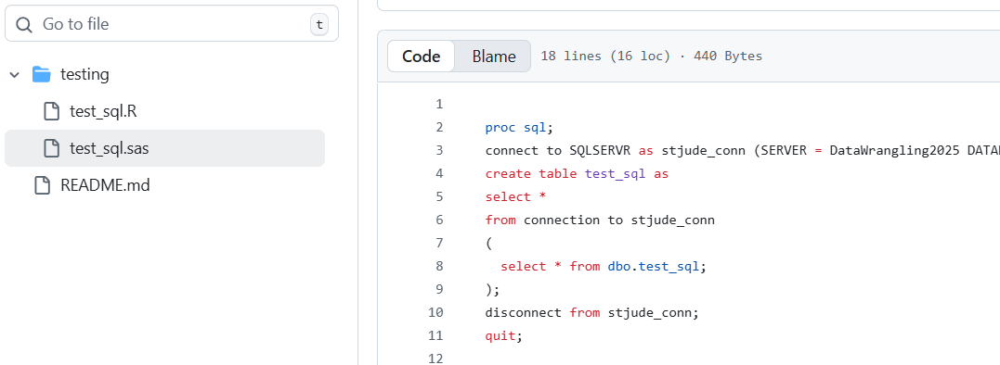 Go to file t
testing
test_sql.R
test_sql.sas
README.md
Code Blame 18 lines (16 loc) · 440 Bytes
1
2 proc sql;
3 connect to SQLSERVR as stjude_conn (SERVER = DataWrangling2025 DATA
4 create table test_sql as
5 select *
6 from connection to stjude_conn
7 (
8 select * from dbo.test_sql;
9 );
10 disconnect from stjude_conn;
11 quit;
12